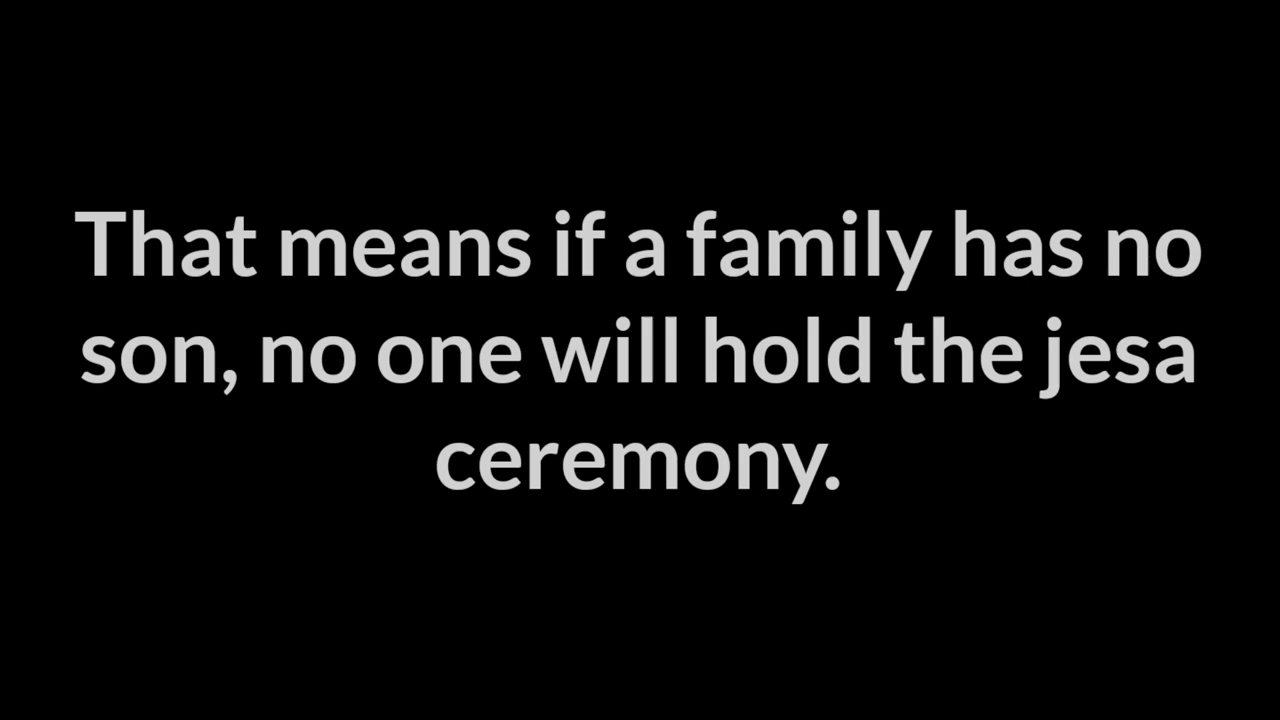 That means if a family has no
son, no one will hold the jesa
ceremony.